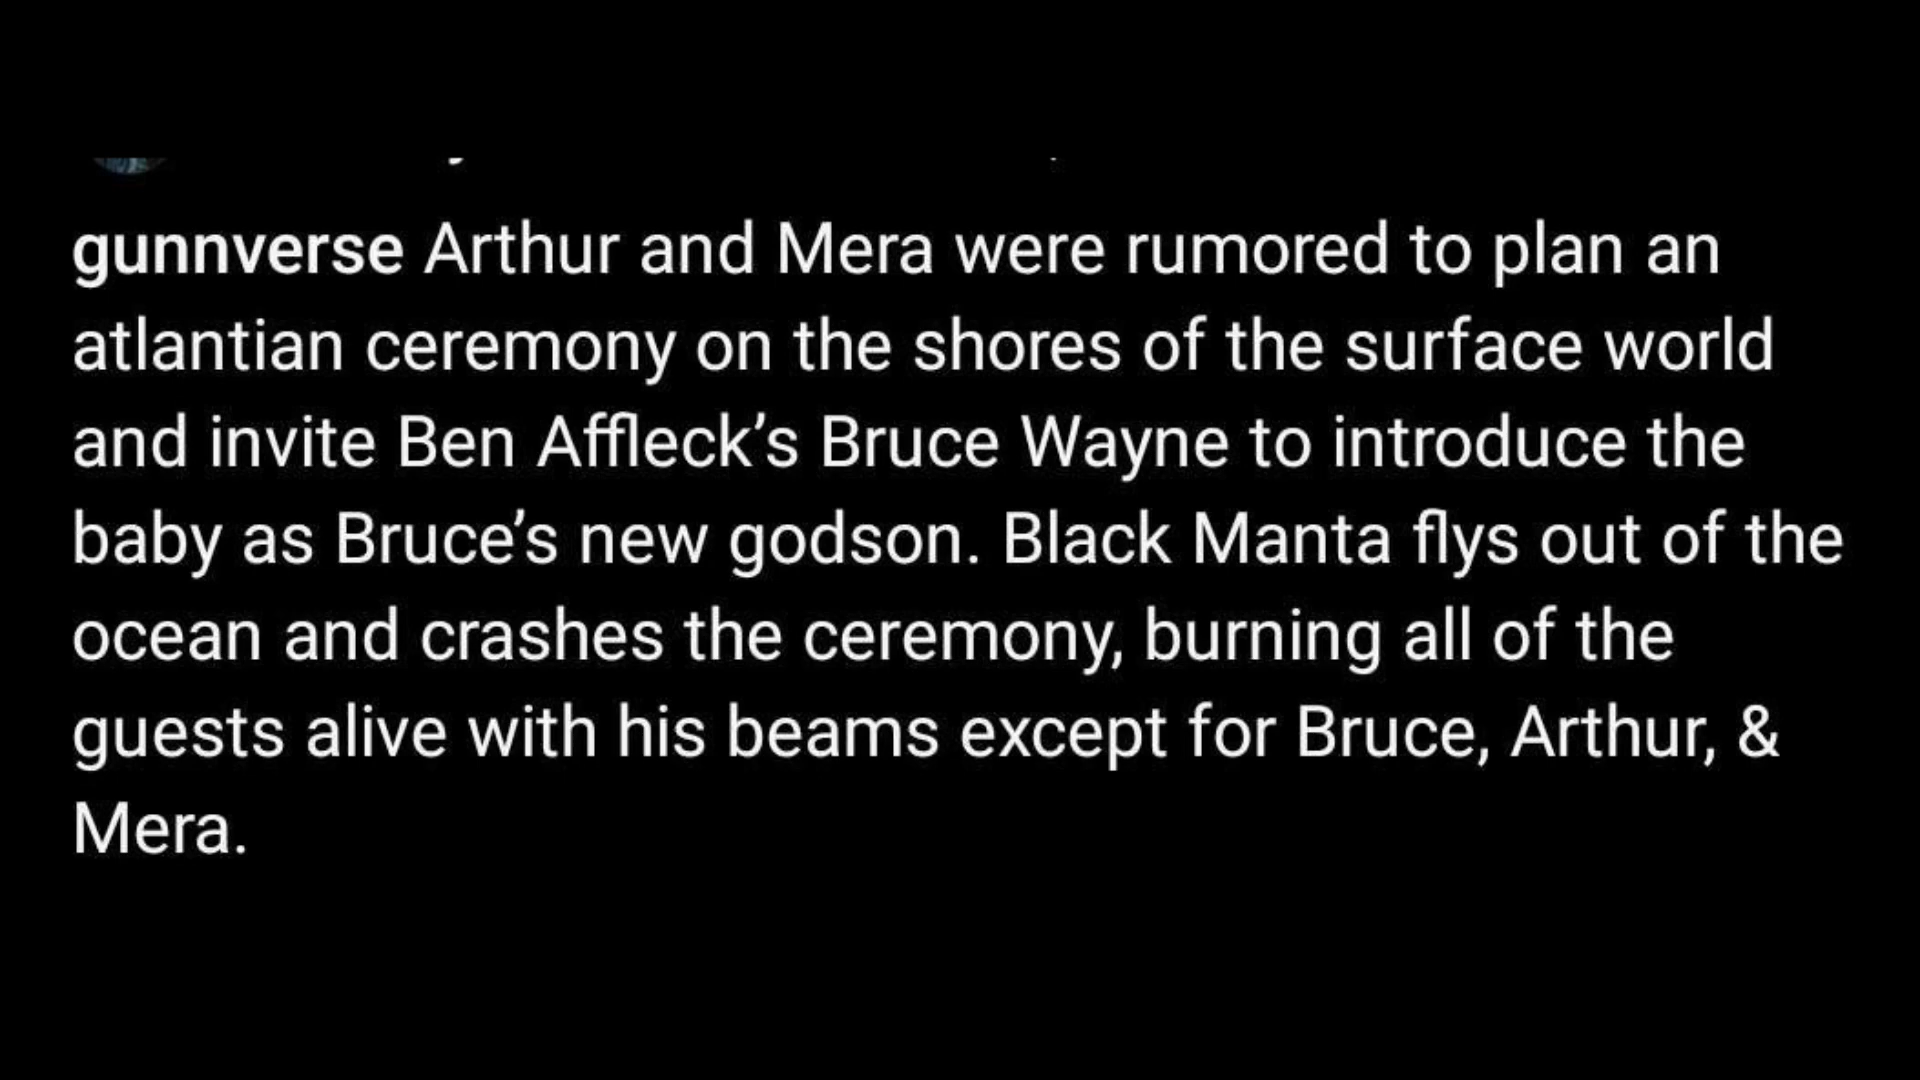 gunnverse Arthur and Mera were rumored to plan an
atlantian ceremony on the shores of the surface world
and invite Ben Affleck’s Bruce Wayne to introduce the
baby as Bruce’s new godson. Black Manta flys out of the
ocean and crashes the ceremony, burning all of the
guests alive with his beams except for Bruce, Arthur, &
Mera.